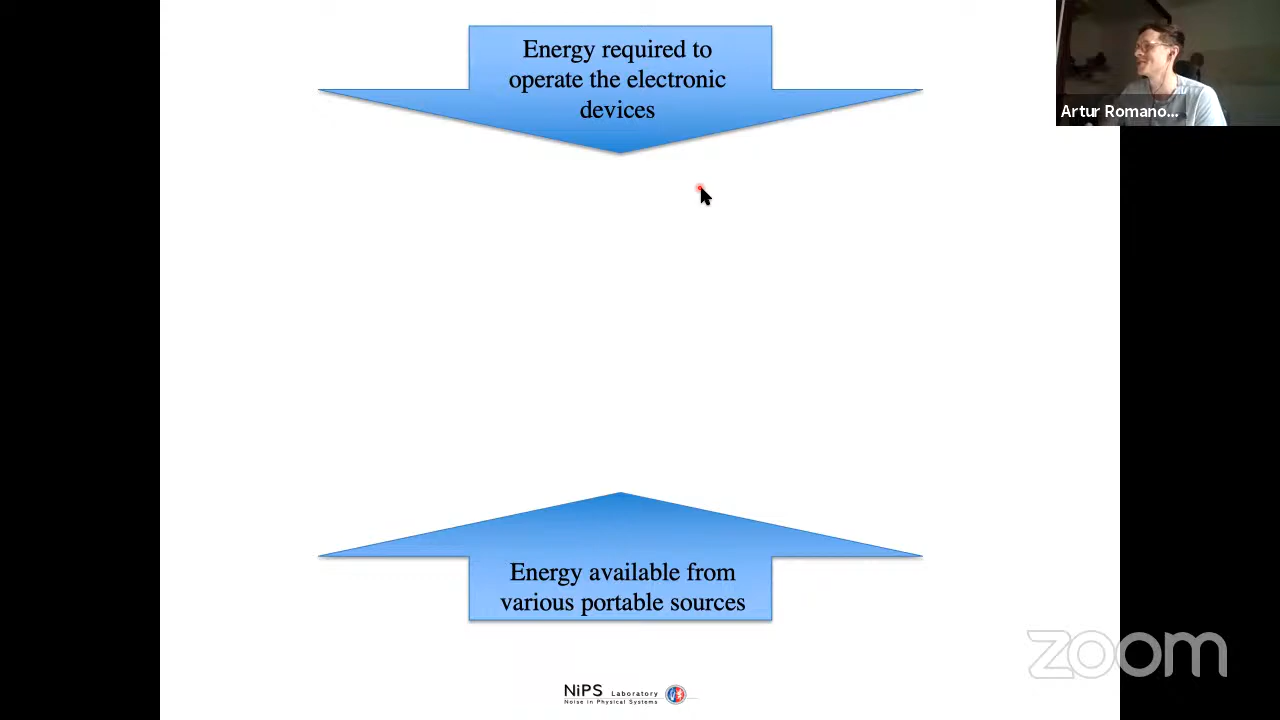 Energy required to
operate the electronic
devices
Artur Romano...
Energy available from
various portable sources
zoom
NiPS Laboratory
Noise in Physical Systems